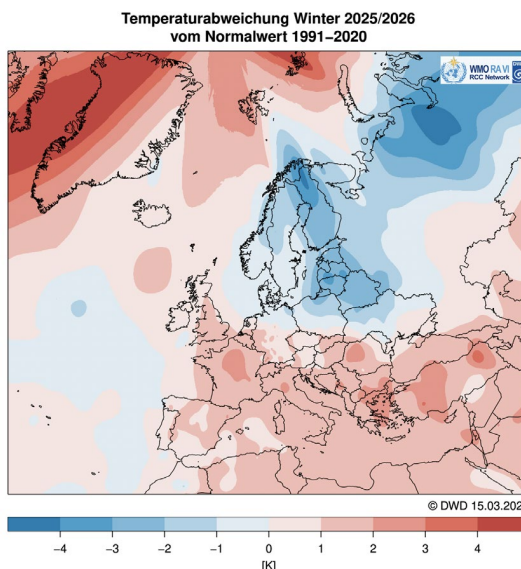 Temperaturabweichung Winter 2025/2026
vom Normalwert 1991–2020
WMO RA VI
RCC Network
© DWD 15.03.202
−4 −3 −2 −1 0 1 2 3 4
[K]